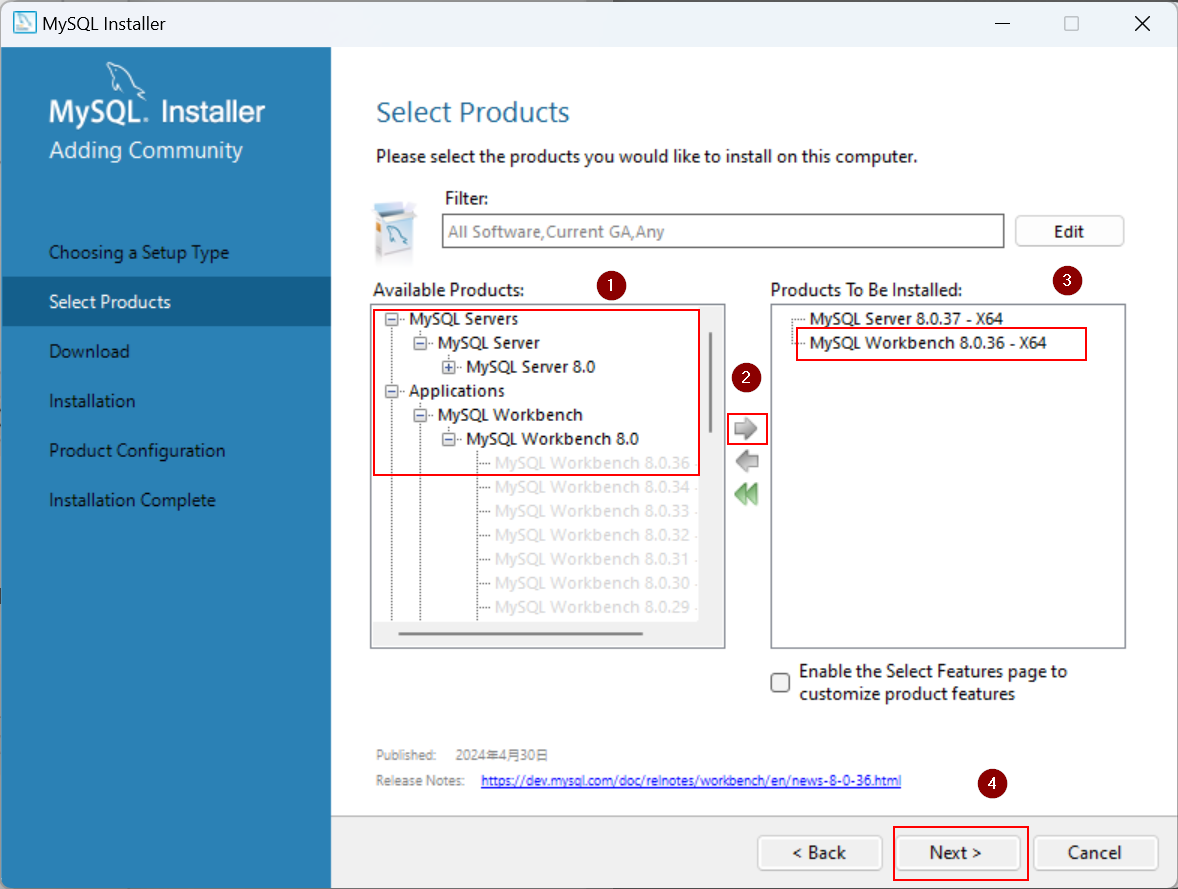 MySQL Installer
MySQL. Installer
Adding Community
Choosing a Setup Type
Select Products
Download
Installation
Product Configuration
Installation Complete
Select Products
Please select the products you would like to install on this computer.
Filter:
All Software,Current GA,Any
Edit
Available Products:
1
MySQL Servers
MySQL Server
MySQL Server 8.0
Applications
MySQL Workbench
MySQL Workbench 8.0
MySQL Workbench 8.0.36 -
MySQL Workbench 8.0.34 -
MySQL Workbench 8.0.33 -
MySQL Workbench 8.0.32 -
MySQL Workbench 8.0.31 -
MySQL Workbench 8.0.30 -
MySQL Workbench 8.0.29 -
2
Products To Be Installed:
3
MySQL Server 8.0.37 - X64
MySQL Workbench 8.0.36 - X64
Enable the Select Features page to
customize product features
Published: 2024年4月30日
Release Notes: https://dev.mysql.com/doc/relnotes/workbench/en/news-8-0-36.html
4
< Back
Next >
Cancel